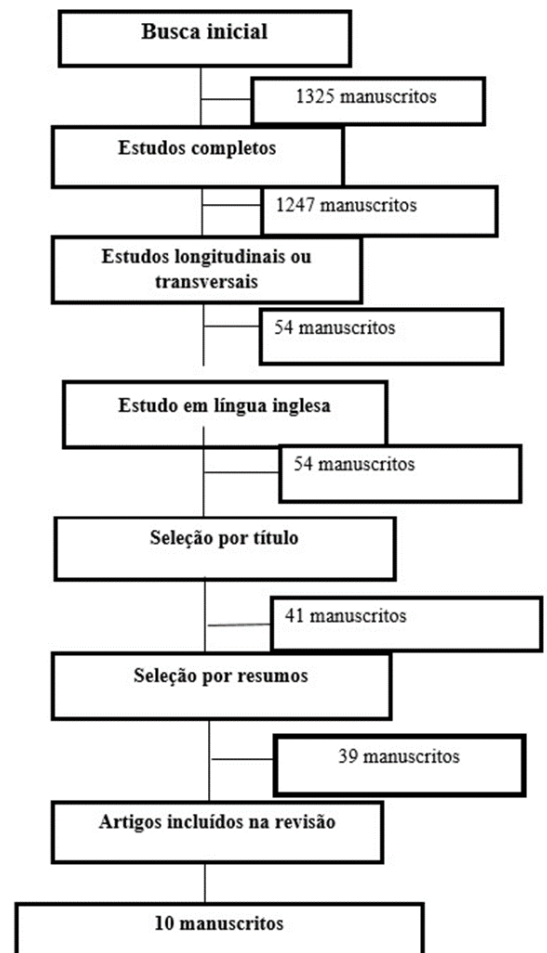 Busca inicial
1325 manuscritos
Estudos completos
1247 manuscritos
Estudos longitudinais ou
transversais
54 manuscritos
Estudo em língua inglesa
54 manuscritos
Seleção por título
41 manuscritos
Seleção por resumos
39 manuscritos
Artigos incluídos na revisão
10 manuscritos